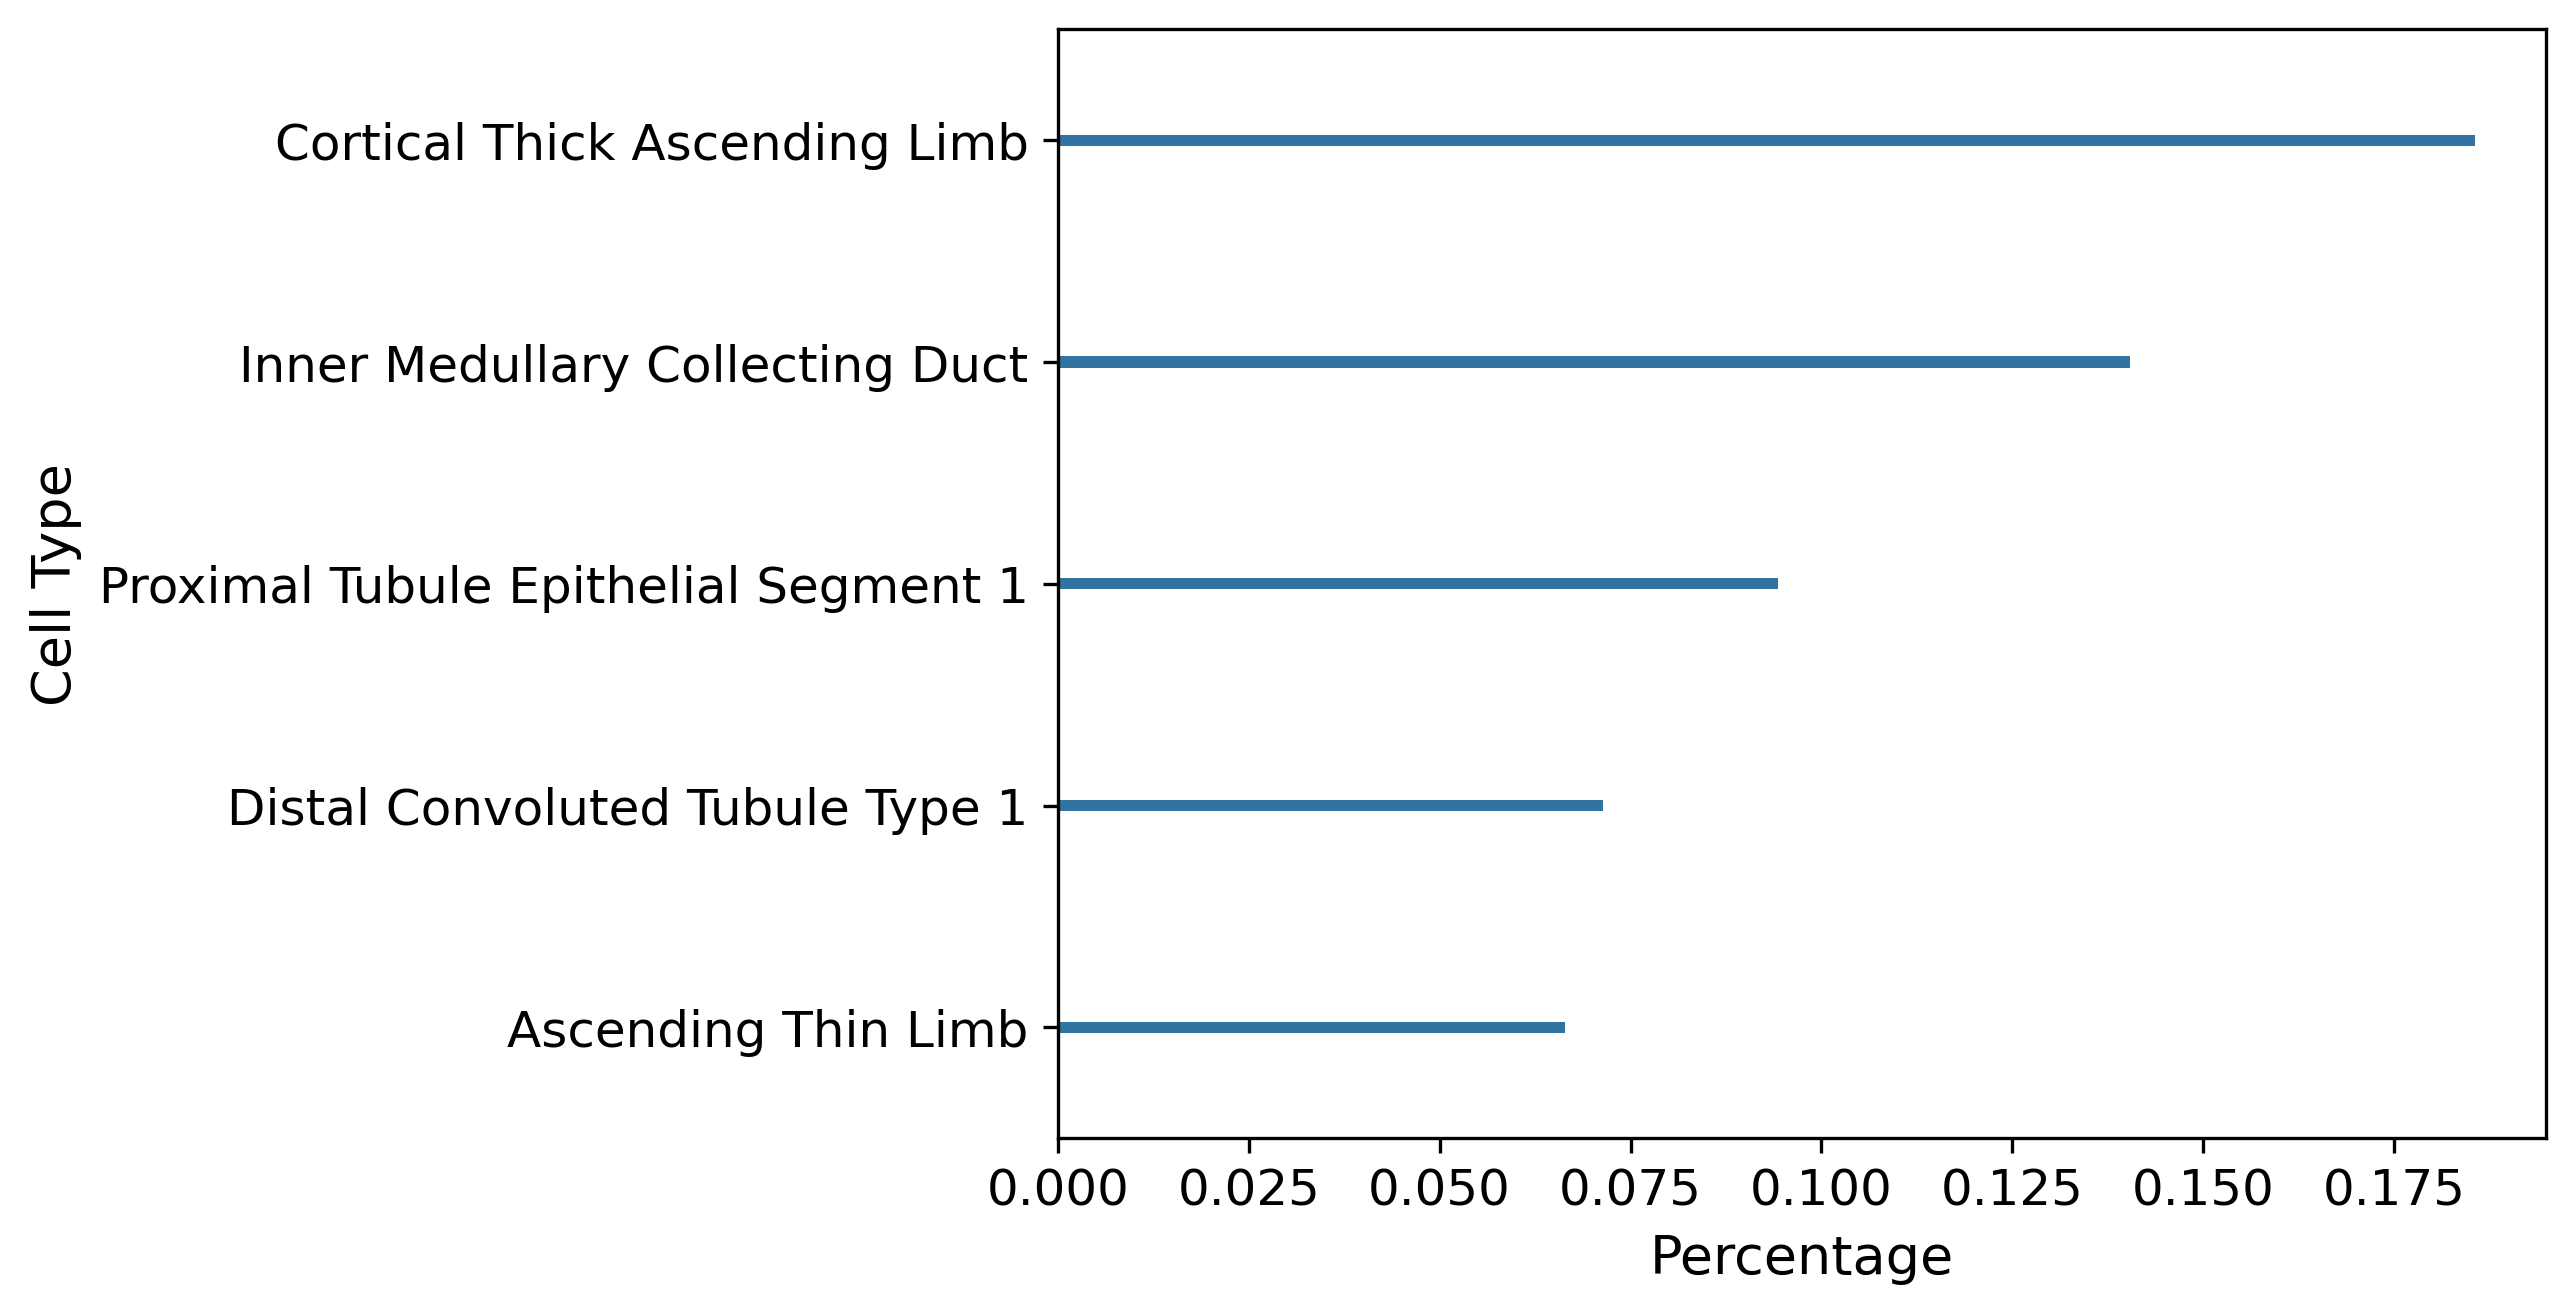 Cortical Thick Ascending Limb
Inner Medullary Collecting Duct
Proximal Tubule Epithelial Segment 1
Distal Convoluted Tubule Type 1
Ascending Thin Limb
Cell Type
0.000 0.025 0.050 0.075 0.100 0.125 0.150 0.175
Percentage